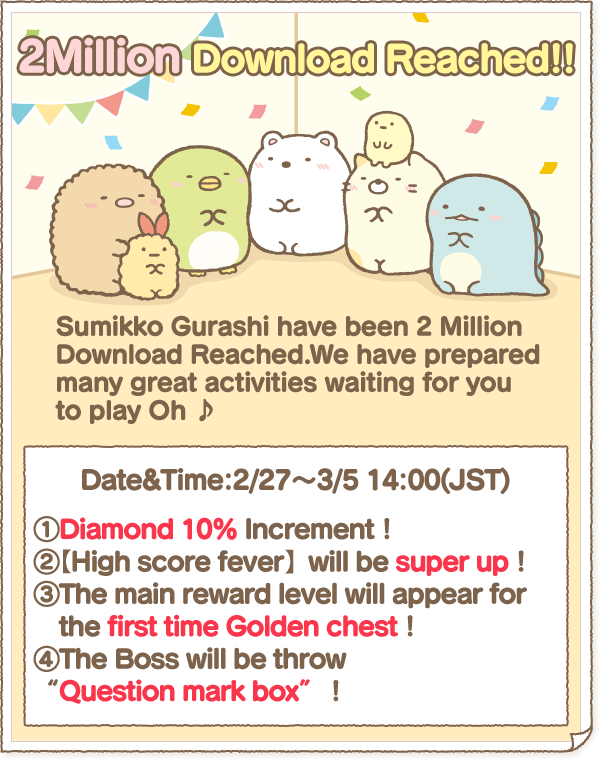 2Million Download Reached!!
Sumikko Gurashi have been 2 Million
Download Reached.We have prepared
many great activities waiting for you
to play Oh ♪
Date&Time:2/27～3/5 14:00(JST)
①Diamond 10% Increment！
②【High score fever】will be super up！
③The main reward level will appear for
the first time Golden chest！
④The Boss will be throw
“Question mark box”！